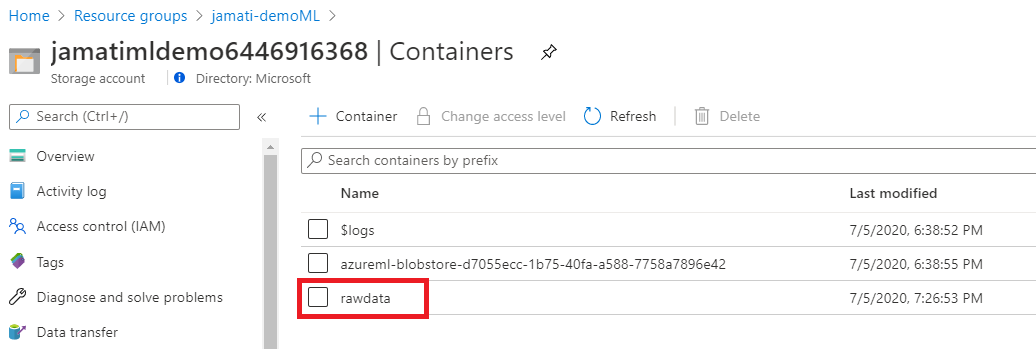 Home > Resource groups > jamati-demoML >
jamatimldemo6446916368 | Containers
Storage account Directory: Microsoft
Search (Ctrl+/) «
Container Change access level Refresh Delete
Overview
Search containers by prefix
Activity log
Name Last modified
Access control (IAM)
$logs 7/5/2020, 6:38:52 PM
Tags
azureml-blobstore-d7055ecc-1b75-40fa-a588-7758a7896e42 7/5/2020, 6:38:55 PM
Diagnose and solve problems
rawdata 7/5/2020, 7:26:53 PM
Data transfer